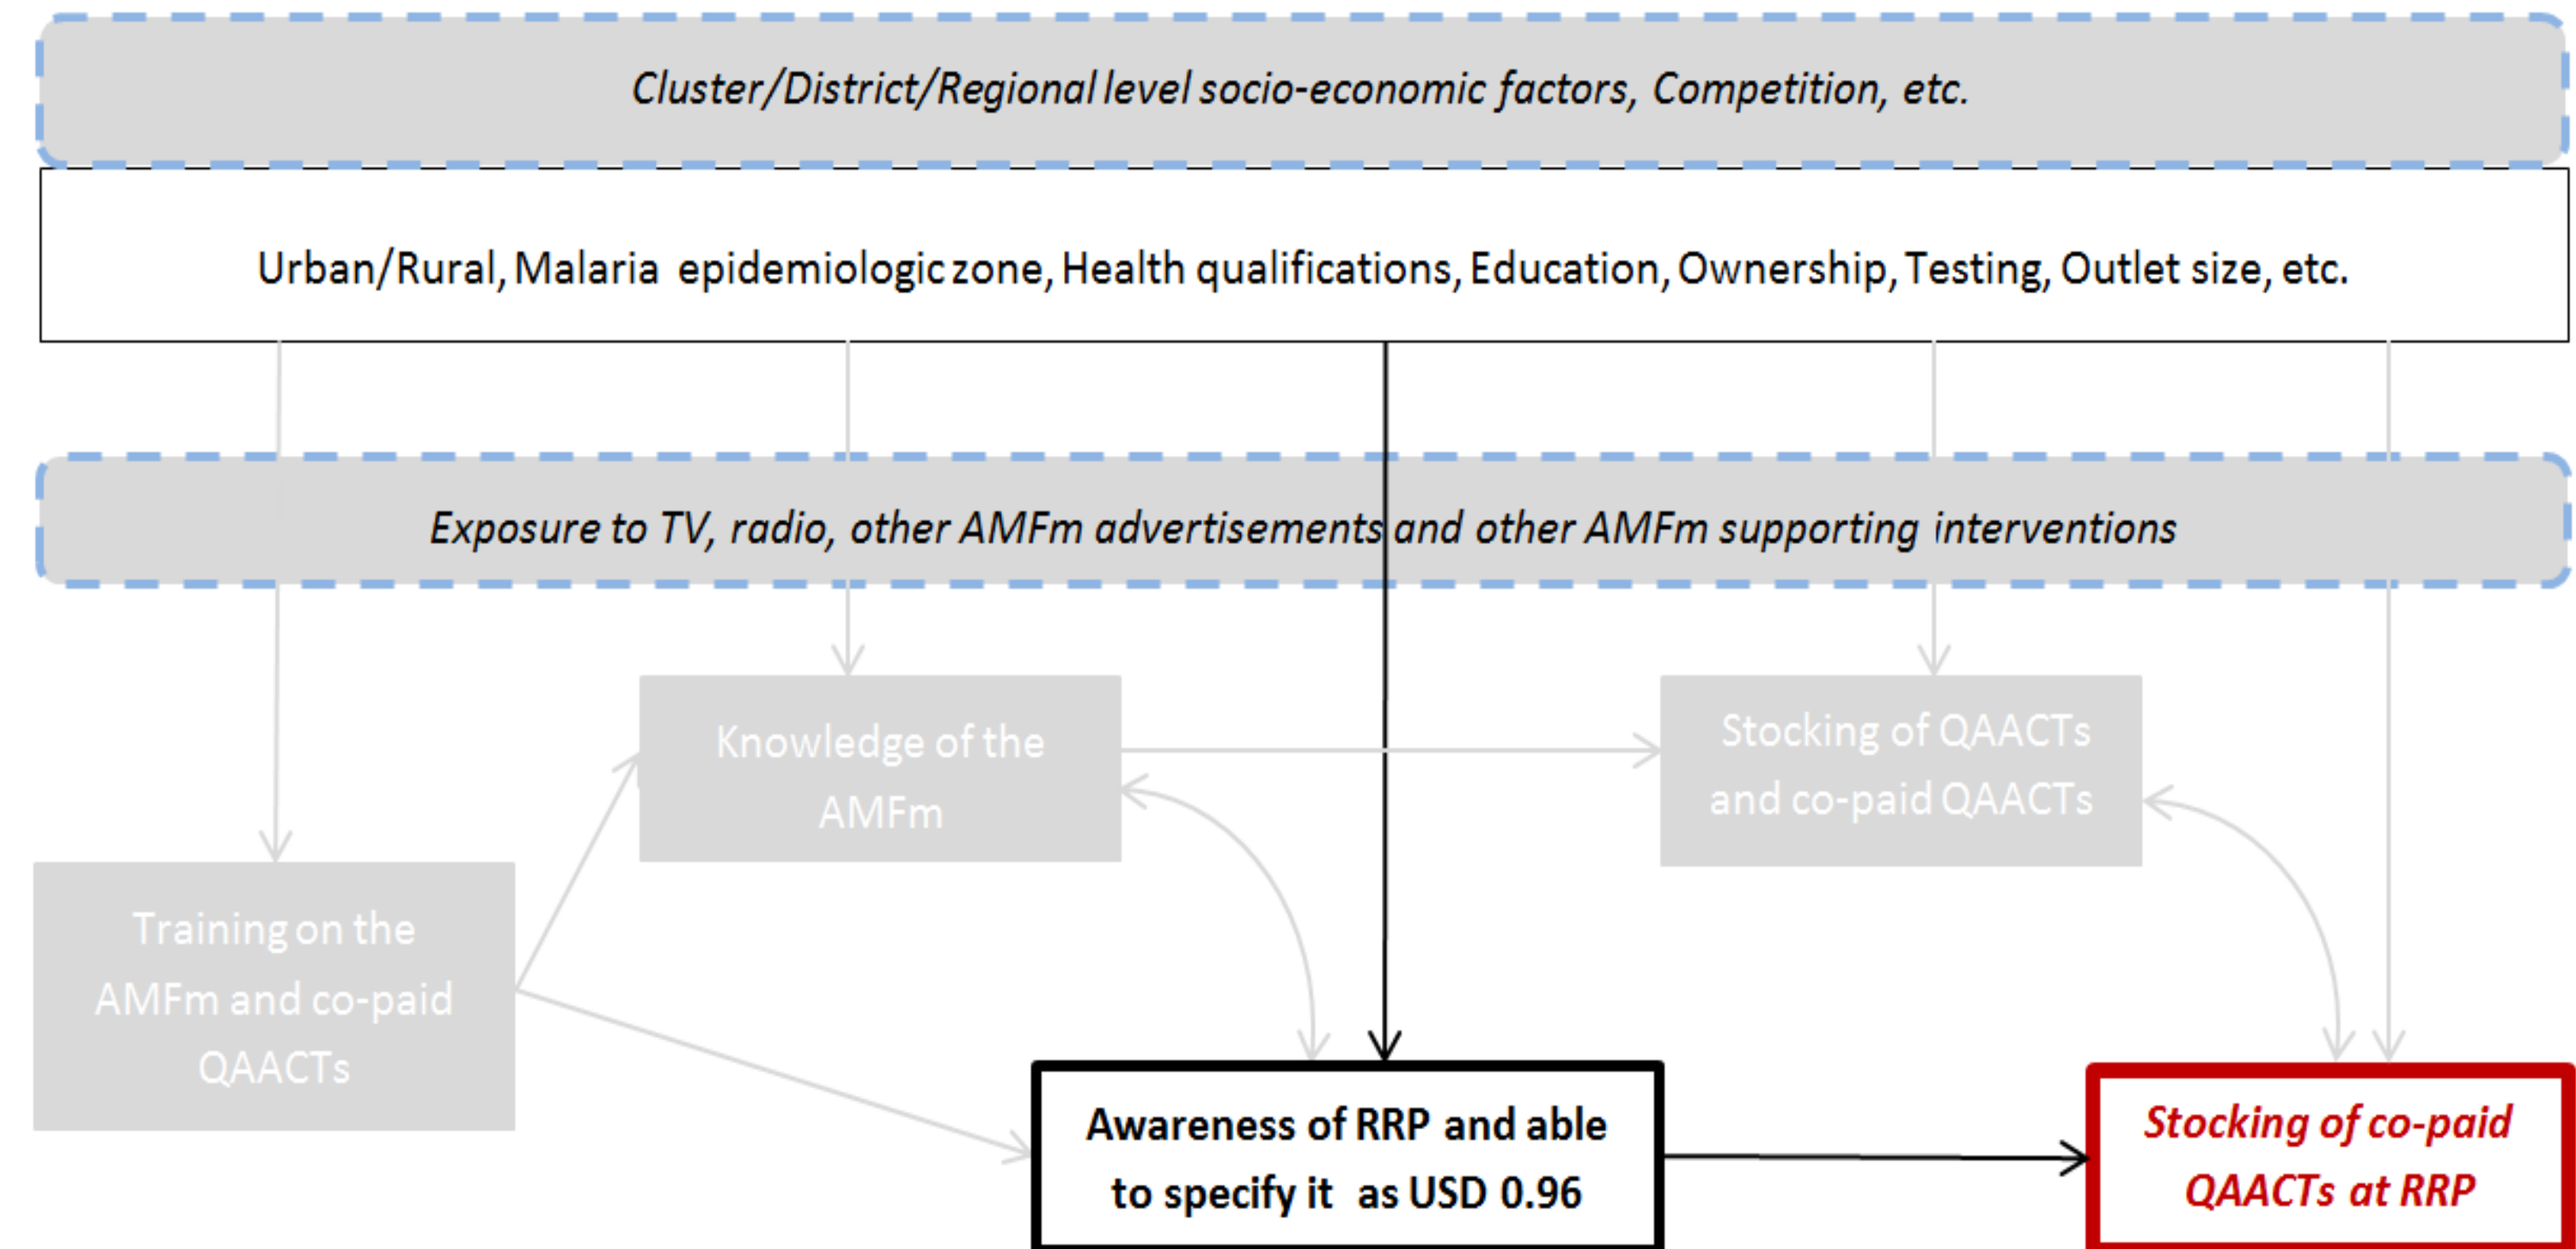 Cluster/District/Regional level socio-economic factors, Competition, etc.
Urban/Rural, Malaria epidemiologic zone, Health qualifications, Education, Ownership, Testing, Outlet size, etc.
Exposure to TV, radio, other AMFm advertisements and other AMFm supporting interventions
Knowledge of the
AMFm
Stocking of QAACTs
and co-paid QAACTs
Training on the
AMFm and co-paid
QAACTs
Awareness of RRP and able
to specify it as USD 0.96
Stocking of co-paid
QAACTs at RRP